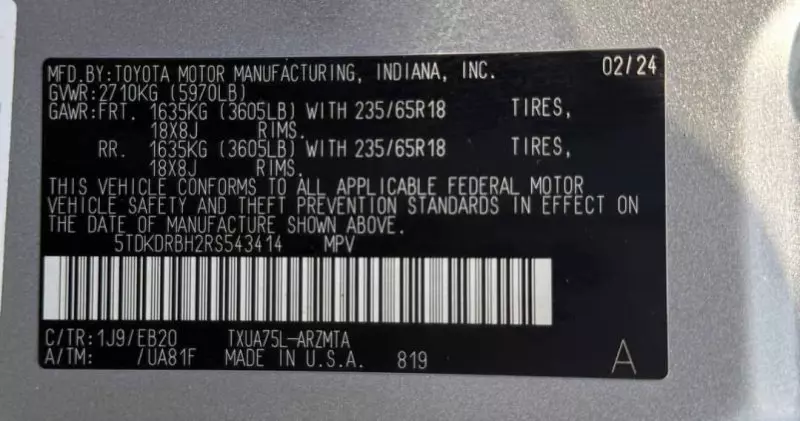 MFD.BY:TOYOTA MOTOR MANUFACTURING, INDIANA, INC. 02/24
GVWR:2710KG (5970LB)
GAWR:FRT. 1635KG (3605LB) WITH 235/65R18 TIRES,
18X8J RIMS.
RR. 1635KG (3605LB) WITH 235/65R18 TIRES,
18X8J RIMS.
THIS VEHICLE CONFORMS TO ALL APPLICABLE FEDERAL MOTOR
VEHICLE SAFETY AND THEFT PREVENTION STANDARDS IN EFFECT ON
THE DATE OF MANUFACTURE SHOWN ABOVE.
5TDKDRBH2RS543414 MPV
C/TR:1J9/EB20 TXUA75L-ARZMTA
A/TM: /UA81F MADE IN U.S.A. 819 A